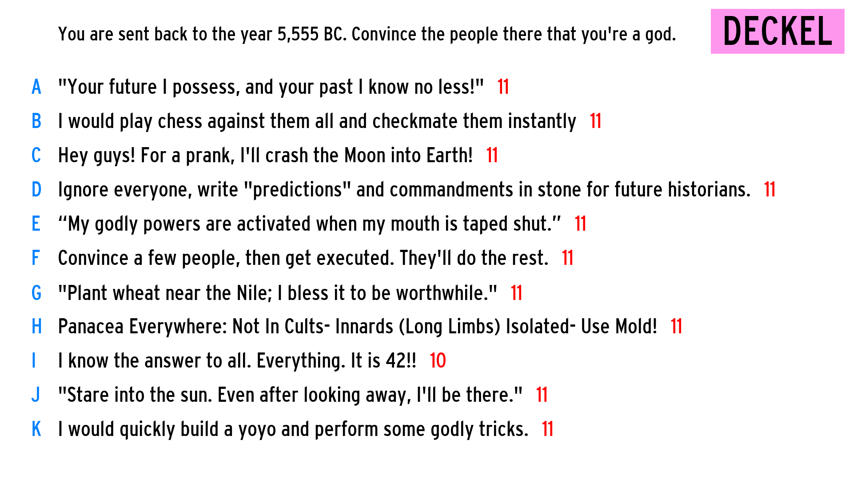 You are sent back to the year 5,555 BC. Convince the people there that you're a god.
DECKEL
A "Your future I possess, and your past I know no less!" 11
B I would play chess against them all and checkmate them instantly 11
C Hey guys! For a prank, I'll crash the Moon into Earth! 11
D Ignore everyone, write "predictions" and commandments in stone for future historians. 11
E “My godly powers are activated when my mouth is taped shut.” 11
F Convince a few people, then get executed. They'll do the rest. 11
G "Plant wheat near the Nile; I bless it to be worthwhile." 11
H Panacea Everywhere: Not In Cults- Innards (Long Limbs) Isolated- Use Mold! 11
I I know the answer to all. Everything. It is 42!! 10
J "Stare into the sun. Even after looking away, I'll be there." 11
K I would quickly build a yoyo and perform some godly tricks. 11